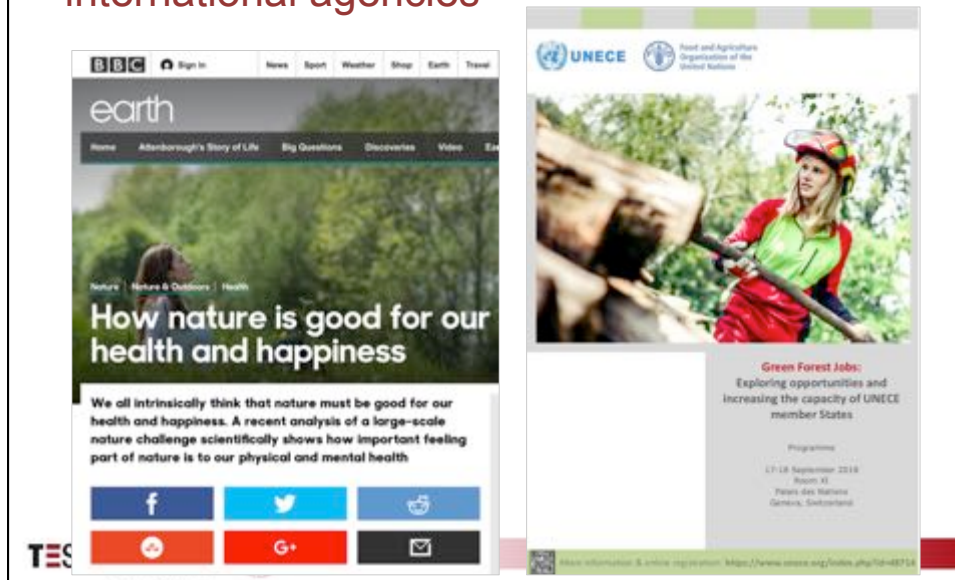 international agencies
BBC Sign in News Sport Weather Shop Earth Travel
earth
Home Attenborough's Story of Life Big Questions Discoveries Video Ea
Nature | Nature & Outdoors | Health
How nature is good for our
health and happiness
We all intrinsically think that nature must be good for our
health and happiness. A recent analysis of a large-scale
nature challenge scientifically shows how important feeling
part of nature is to our physical and mental health
G+
UNECE
Food and Agriculture
Organization of the
United Nations
Green Forest Jobs:
Exploring opportunities and
increasing the capacity of UNECE
member States
Programme
17-18 September 2018
Room XI
Palais des Nations
Geneva, Switzerland
More information & online registration: https://www.unece.org/index.php?id=48714
TES